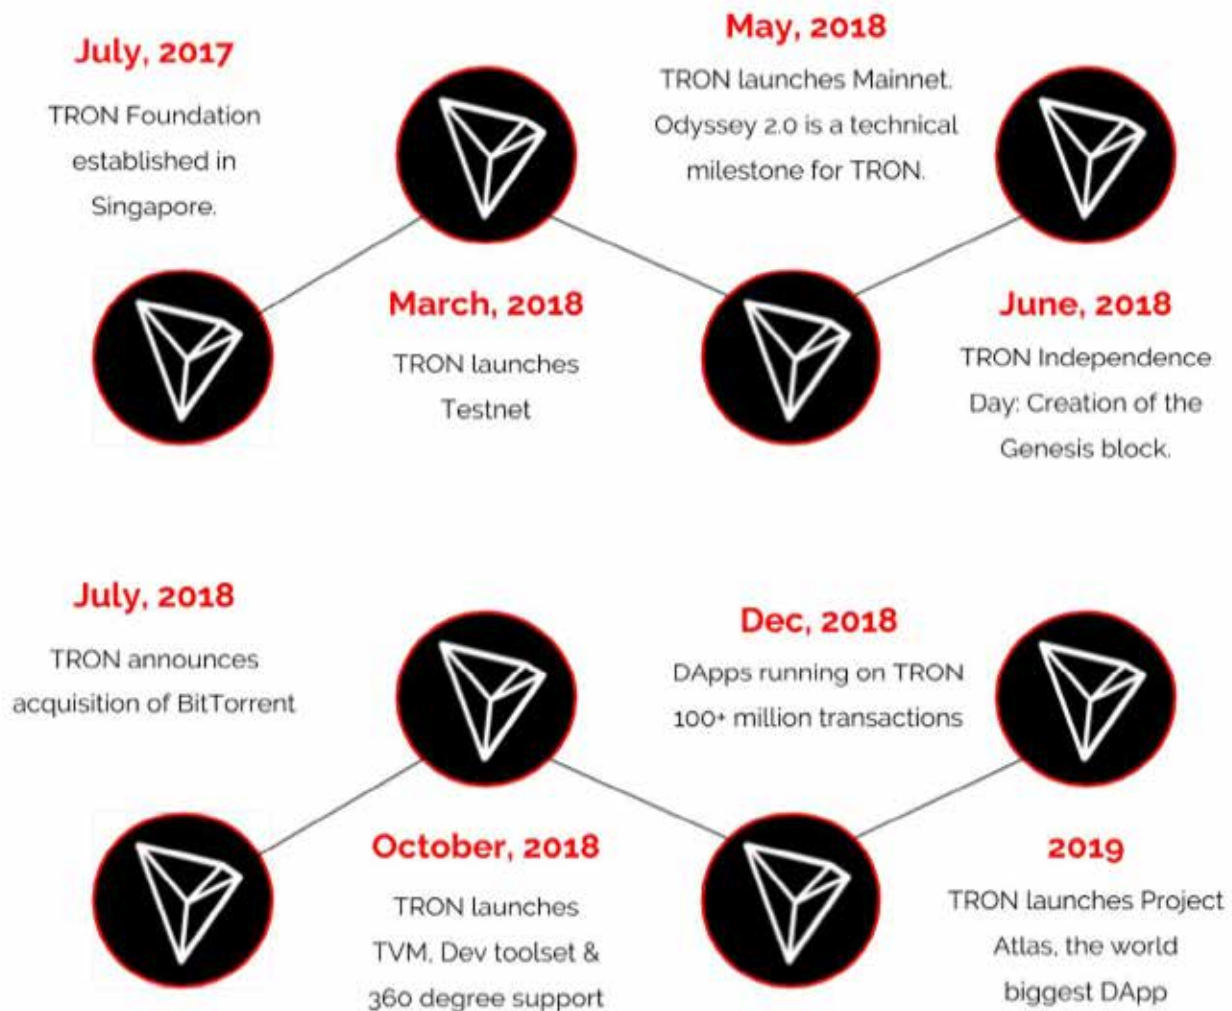 July, 2017
TRON Foundation
established in
Singapore.
March, 2018
TRON launches
Testnet
May, 2018
TRON launches Mainnet.
Odyssey 2.0 is a technical
milestone for TRON.
June, 2018
TRON Independence
Day: Creation of the
Genesis block.
July, 2018
TRON announces
acquisition of BitTorrent
October, 2018
TRON launches
TVM, Dev toolset &
360 degree support
Dec, 2018
DApps running on TRON
100+ million transactions
2019
TRON launches Project
Atlas, the world
biggest DApp